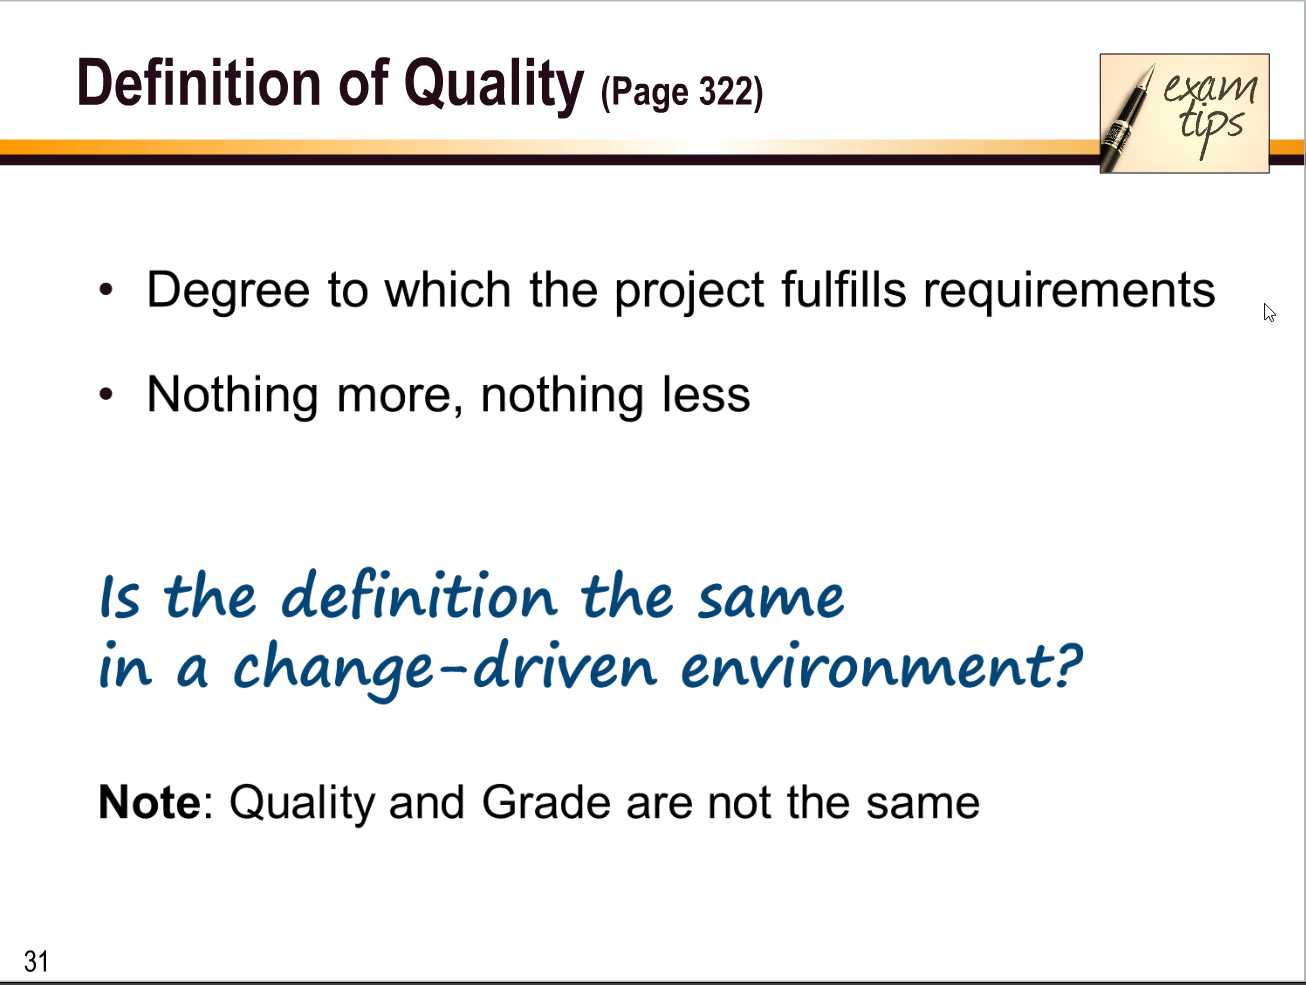 Definition of Quality (Page 322)
exam
tips
• Degree to which the project fulfills requirements
• Nothing more, nothing less
Is the definition the same
in a change-driven environment?
Note: Quality and Grade are not the same
31